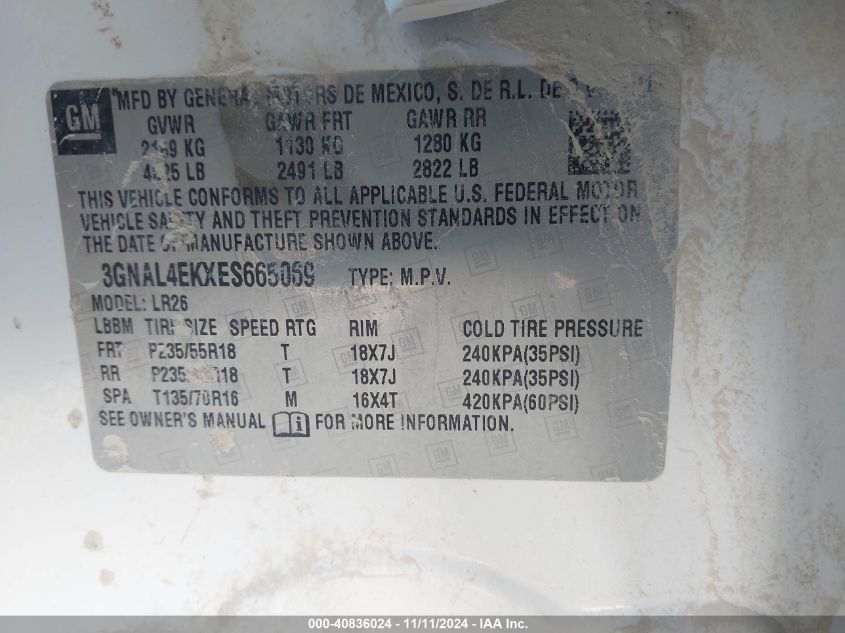 GM
MFD BY GENERAL MOTORS DE MEXICO, S. DE R.L. DE
GVWR GAWR FRT GAWR RR
KG 1130 KG 1280 KG
LB 2491 LB 2822 LB
THIS VEHICLE CONFORMS TO ALL APPLICABLE U.S. FEDERAL MOTOR
VEHICLE SAFETY AND THEFT PREVENTION STANDARDS IN EFFECT ON
THE DATE OF MANUFACTURE SHOWN ABOVE.
3GNAL4EKXES665069 TYPE: M.P.V.
MODEL: LR26
LBBM TIRE SIZE SPEED RTG RIM COLD TIRE PRESSURE
FRT P235/55R18 T 18X7J 240KPA(35PSI)
RR T 18X7J 240KPA(35PSI)
SPA T135/70R16 M 16X4T 420KPA(60PSI)
SEE OWNER'S MANUAL FOR MORE INFORMATION.
000-40836024 - 11/11/2024 - IAA Inc.